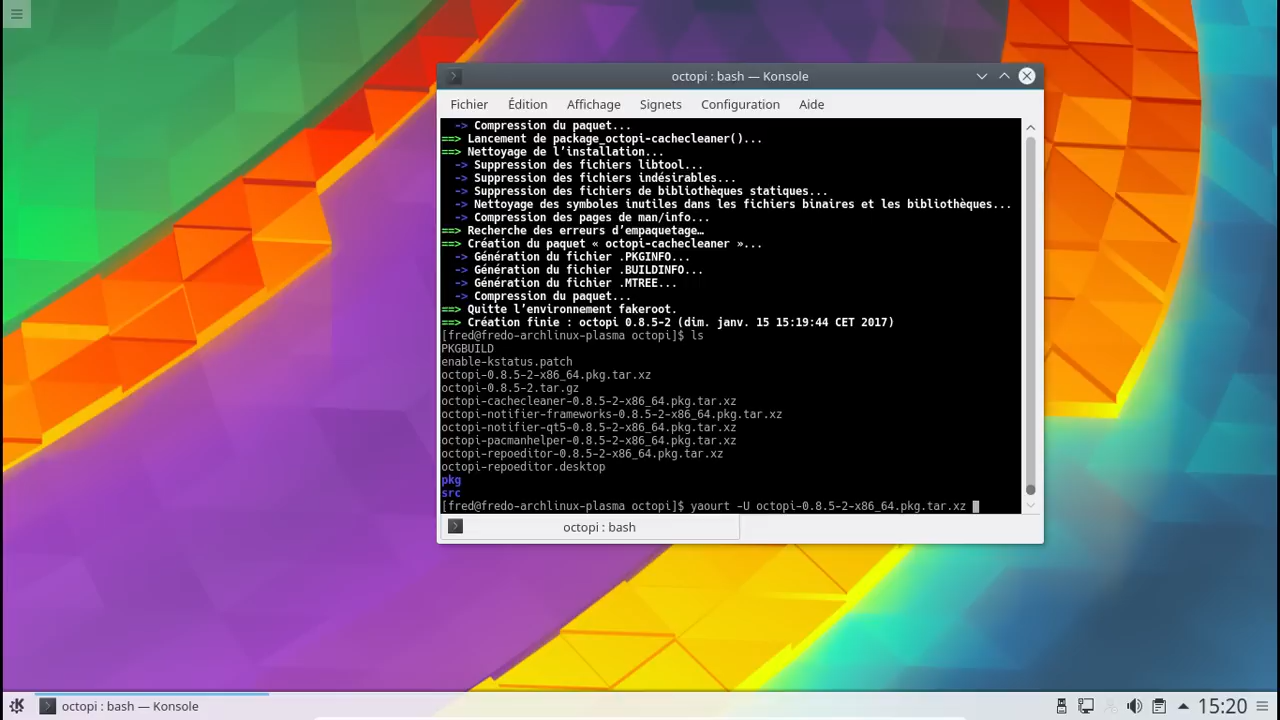 octopi : bash — Konsole
Fichier Édition Affichage Signets Configuration Aide
-> Compression du paquet...
==> Lancement de package_octopi-cachecleaner()...
==> Nettoyage de l’installation...
-> Suppression des fichiers libtool...
-> Suppression des fichiers indésirables...
-> Suppression des fichiers de bibliothèques statiques...
-> Nettoyage des symboles inutiles dans les fichiers binaires et les bibliothèques...
-> Compression des pages de man/info...
==> Recherche des erreurs d’empaquetage…
==> Création du paquet « octopi-cachecleaner »...
-> Génération du fichier .PKGINFO...
-> Génération du fichier .BUILDINFO...
-> Génération du fichier .MTREE...
-> Compression du paquet...
==> Quitte l’environnement fakeroot.
==> Création finie : octopi 0.8.5-2 (dim. janv. 15 15:19:44 CET 2017)
[fred@fredo-archlinux-plasma octopi]$ ls
PKGBUILD
enable-kstatus.patch
octopi-0.8.5-2-x86_64.pkg.tar.xz
octopi-0.8.5-2.tar.gz
octopi-cachecleaner-0.8.5-2-x86_64.pkg.tar.xz
octopi-notifier-frameworks-0.8.5-2-x86_64.pkg.tar.xz
octopi-notifier-qt5-0.8.5-2-x86_64.pkg.tar.xz
octopi-pacmanhelper-0.8.5-2-x86_64.pkg.tar.xz
octopi-repoeditor-0.8.5-2-x86_64.pkg.tar.xz
octopi-repoeditor.desktop
pkg
src
[fred@fredo-archlinux-plasma octopi]$ yaourt -U octopi-0.8.5-2-x86_64.pkg.tar.xz
octopi : bash
octopi : bash — Konsole
15:20